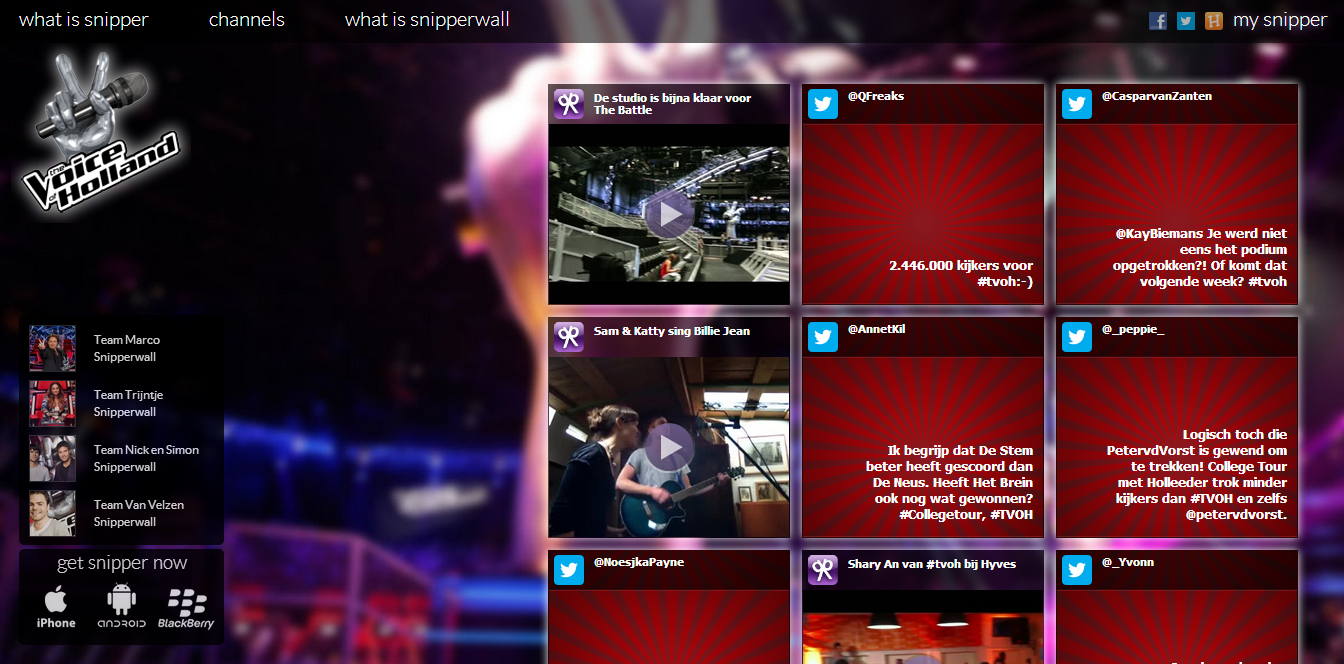 what is snipper
channels
what is snipperwall
my snipper
the
Voice
of Holland
Team Marco
Snipperwall
Team Trijntje
Snipperwall
Team Nick en Simon
Snipperwall
Team Van Velzen
Snipperwall
get snipper now
iPhone
ANDROID
BlackBerry
De studio is bijna klaar voor
The Battle
@QFreaks
2.446.000 kijkers voor
#tvoh:-)
@CasparvanZanten
@KayBiemans Je werd niet
eens het podium
opgetrokken?! Of komt dat
volgende week? #tvoh
Sam & Katty sing Billie Jean
@AnnetKil
Ik begrijp dat De Stem
beter heeft gescoord dan
De Neus. Heeft Het Brein
ook nog wat gewonnen?
#Collegetour, #TVOH
@_peppie_
Logisch toch die
PetervdVorst is gewend om
te trekken! College Tour
met Holleeder trok minder
kijkers dan #TVOH en zelfs
@petervdvorst.
@NoesjkaPayne
Shary An van #tvoh bij Hyves
@_Yvonn